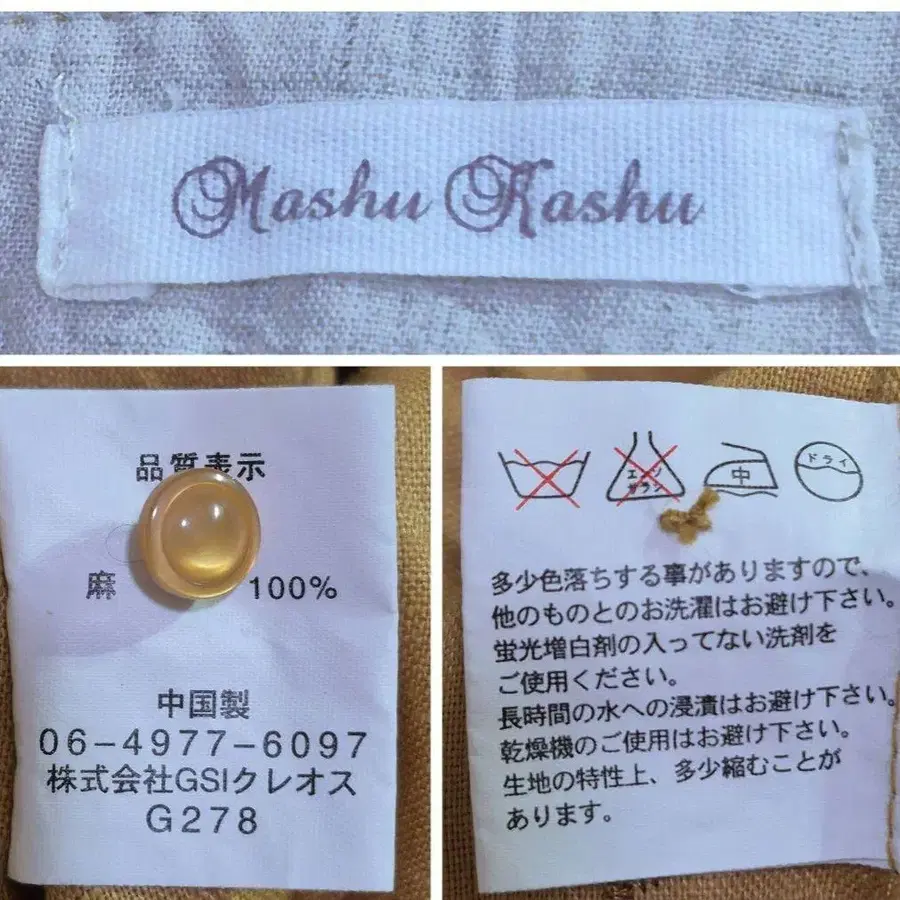 Mashu Kashu
品質表示
麻 100%
中国製
06-4977-6097
株式会社GSIクレオス
G278
中
ドライ
多少色落ちする事がありますので、
他のものとのお洗濯はお避け下さい。
蛍光増白剤の入ってない洗剤を
ご使用ください。
長時間の水への浸漬はお避け下さい。
乾燥機のご使用はお避け下さい。
生地の特性上、多少縮むことが
あります。